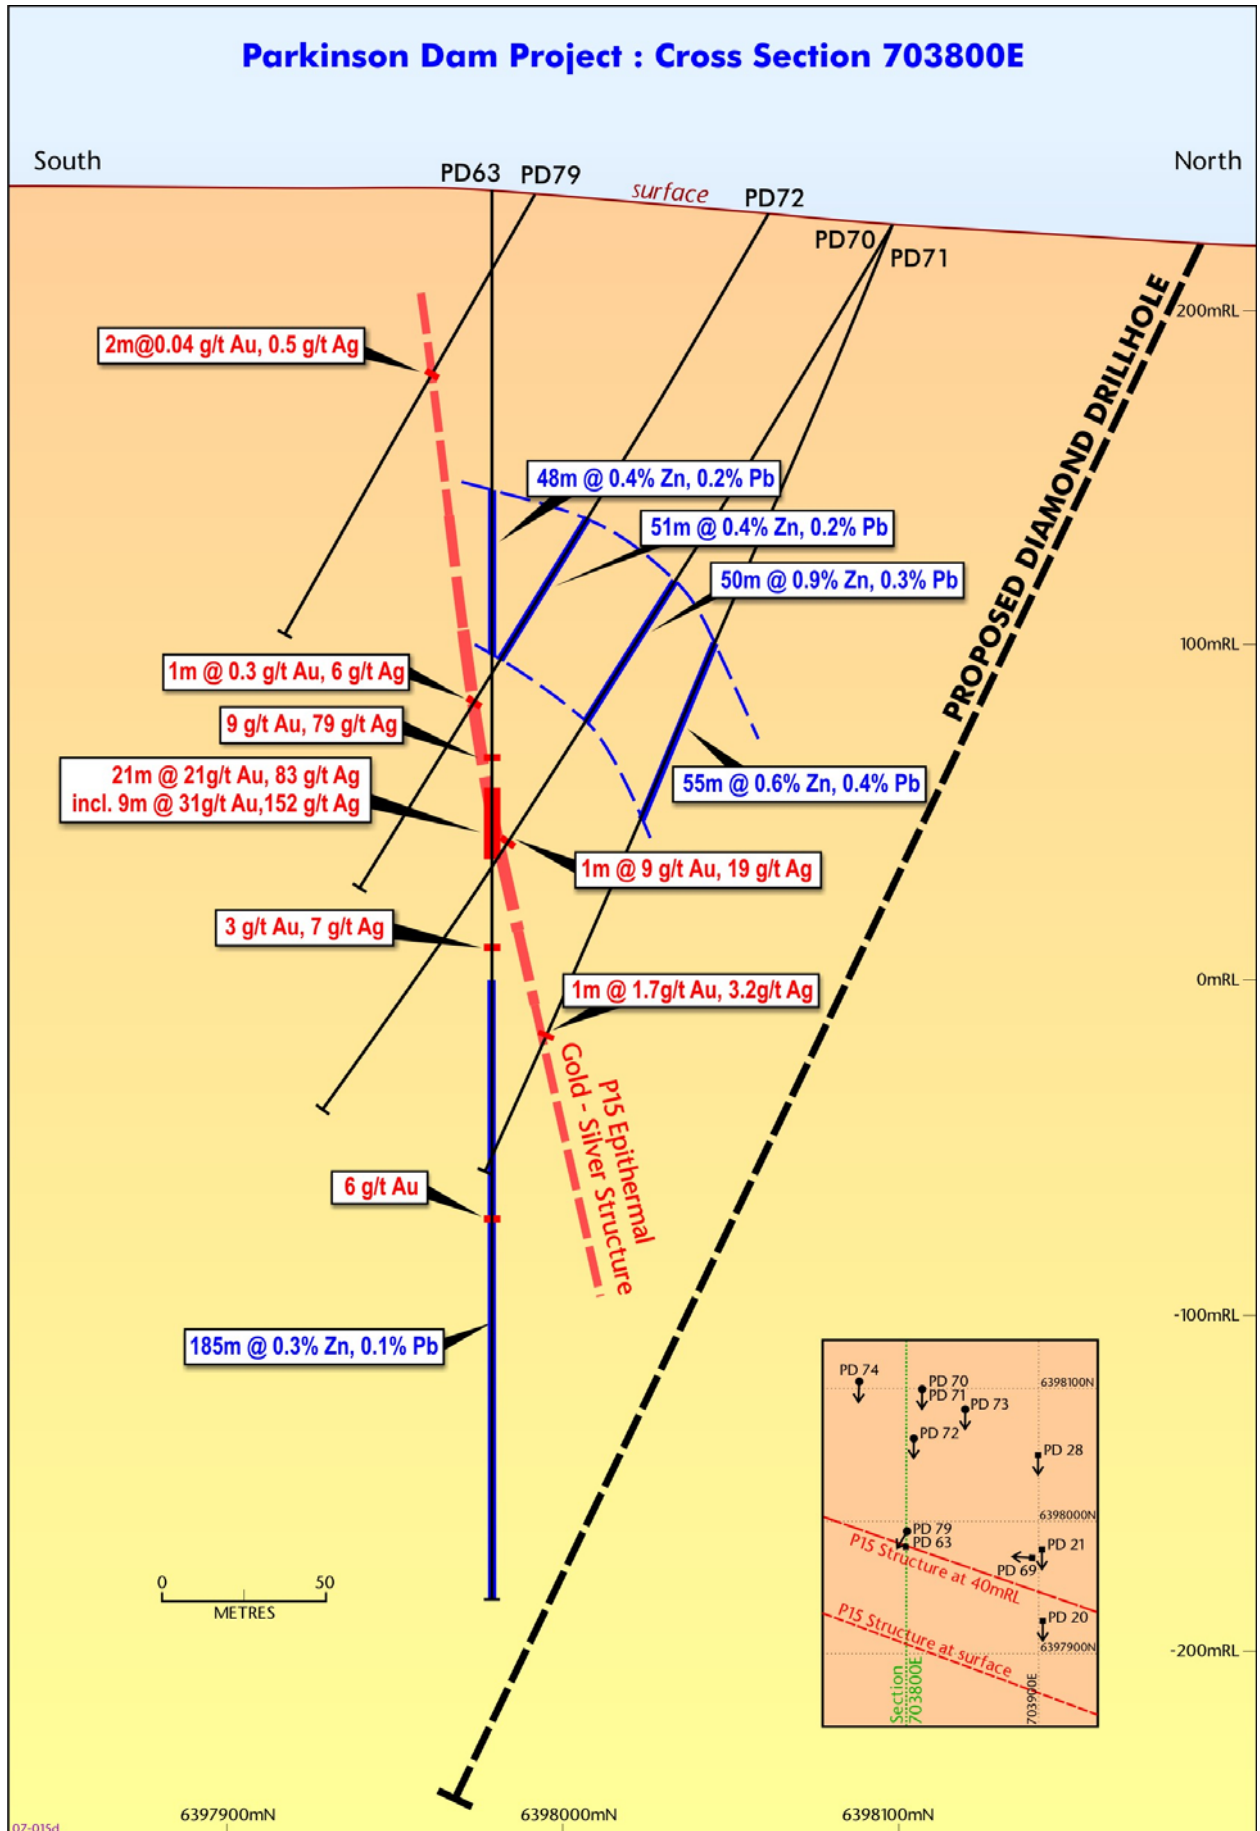 Parkinson Dam Project : Cross Section 703800E
South
North
PD63
PD79
surface
PD72
PD70
PD71
PROPOSED DIAMOND DRILLHOLE
200mRL
2m@0.04 g/t Au, 0.5 g/t Ag
48m @ 0.4% Zn, 0.2% Pb
51m @ 0.4% Zn, 0.2% Pb
50m @ 0.9% Zn, 0.3% Pb
100mRL
1m @ 0.3 g/t Au, 6 g/t Ag
9 g/t Au, 79 g/t Ag
21m @ 21g/t Au, 83 g/t Ag
incl. 9m @ 31g/t Au,152 g/t Ag
55m @ 0.6% Zn, 0.4% Pb
1m @ 9 g/t Au, 19 g/t Ag
3 g/t Au, 7 g/t Ag
0mRL
1m @ 1.7g/t Au, 3.2g/t Ag
P15 Epithermal
Gold - Silver Structure
6 g/t Au
-100mRL
185m @ 0.3% Zn, 0.1% Pb
PD 74
PD 70
PD 71
6398100N
PD 73
PD 72
PD 28
6398000N
PD 79
PD 63
PD 21
PD 69
P15 Structure at 40mRL
PD 20
P15 Structure at surface
6397900N
Section
703800E
703900E
0
50
METRES
-200mRL
6397900mN
6398000mN
6398100mN
07-015d